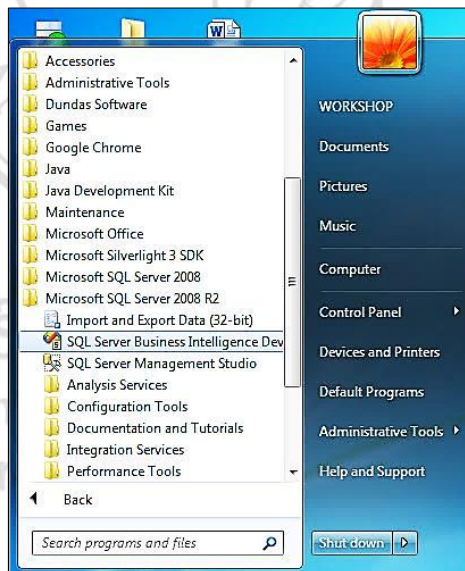 Accessories
Administrative Tools
Dundas Software
Games
Google Chrome
Java
Java Development Kit
Maintenance
Microsoft Office
Microsoft Silverlight 3 SDK
Microsoft SQL Server 2008
Microsoft SQL Server 2008 R2
Import and Export Data (32-bit)
SQL Server Business Intelligence Dev
SQL Server Management Studio
Analysis Services
Configuration Tools
Documentation and Tutorials
Integration Services
Performance Tools
Back
Search programs and files
WORKSHOP
Documents
Pictures
Music
Computer
Control Panel
Devices and Printers
Default Programs
Administrative Tools
Help and Support
Shut down